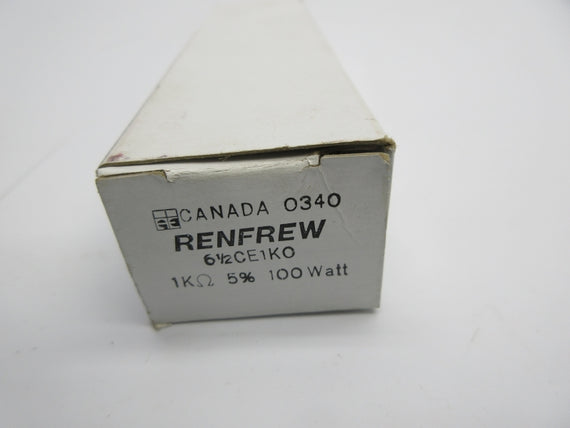 CANADA 0340
RENFREW
6½CE1K0
1KΩ 5% 100 Watt